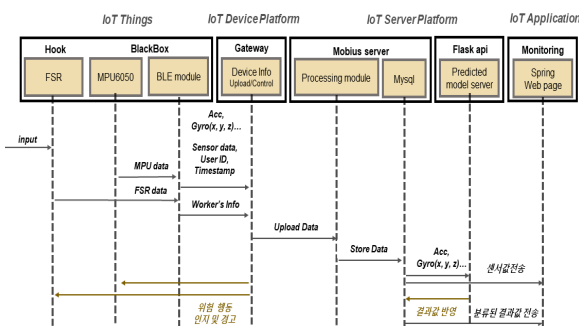 IoT Things
IoT Device Platform
IoT Server Platform
IoT Application
Hook
BlackBox
Gateway
Mobius server
Flask api
Monitoring
FSR
MPU6050
BLE module
Device Info
Upload/Control
Processing module
Mysql
Predicted
model server
Spring
Web page
Acc,
Gyro(x, y, z)...
input
Sensor data,
User ID,
Timestamp
MPU data
FSR data
Worker's Info
Upload Data
Store Data
Acc,
Gyro(x, y, z)...
센서값전송
위험 행동
인지 및 경고
결과값 반영
분류된 결과값 전송